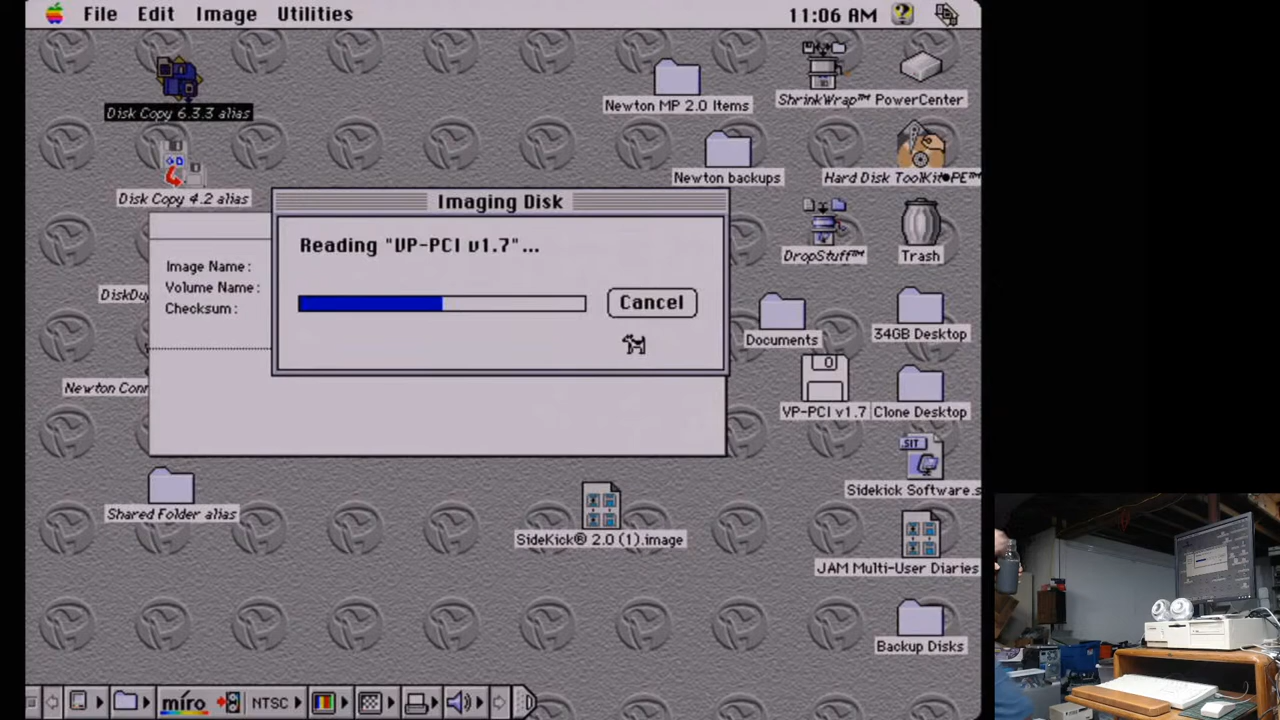 File Edit Image Utilities 11:06 AM
Disk Copy 6.3.3 alias
Newton MP 2.0 Items
ShrinkWrap™
PowerCenter
Disk Copy 4.2 alias
Newton backups
Hard Disk ToolKit•PE™
Imaging Disk
Reading "VP-PCI v1.7"...
Cancel
Image Name:
Volume Name:
Checksum:
DropStuff™
Trash
Documents
34GB Desktop
VP-PCI v1.7
Clone Desktop
SIT
Sidekick Software.s
Shared Folder alias
SideKick® 2.0 (1).image
JAM Multi-User Diaries
Backup Disks
miro
NTSC